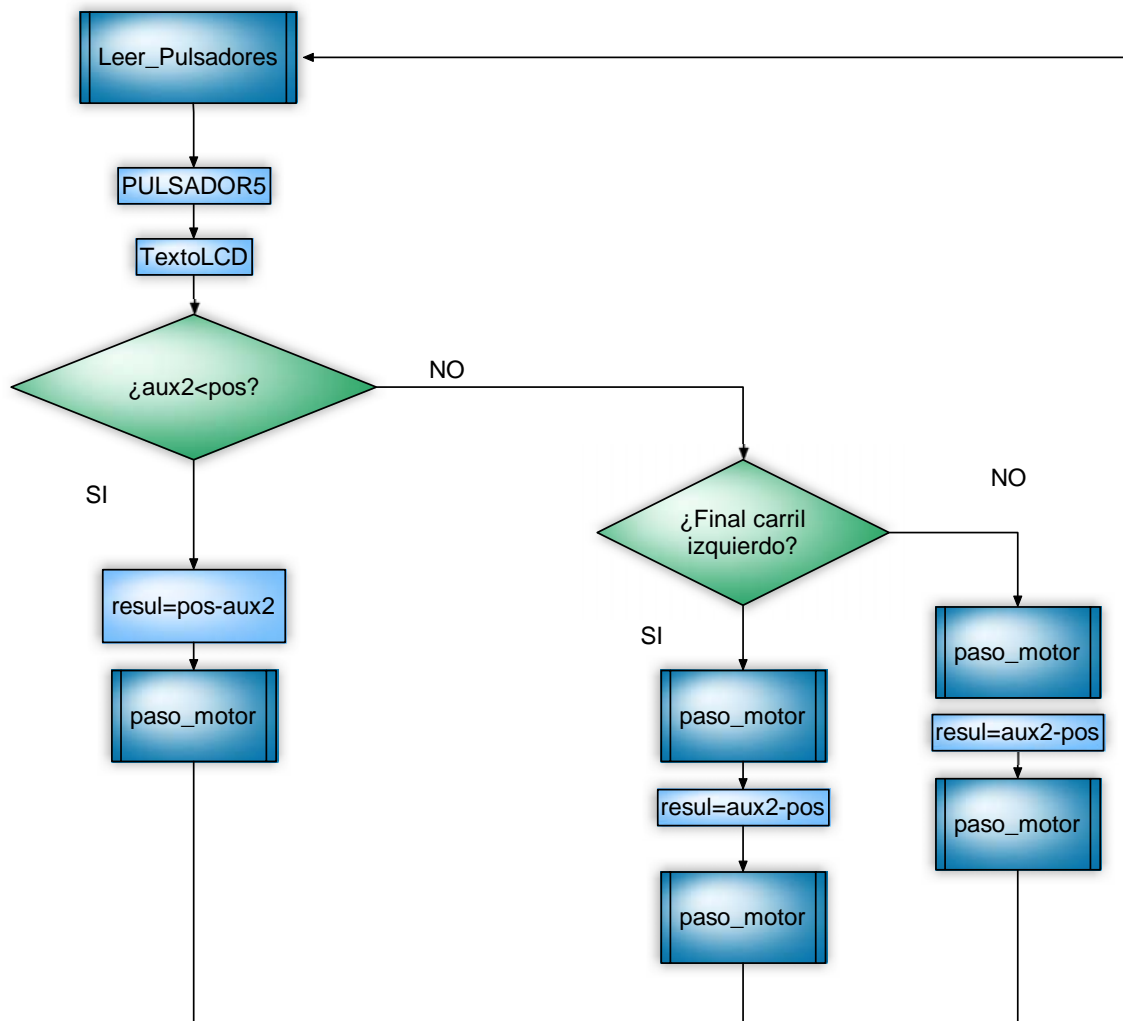 Leer_Pulsadores
PULSADOR5
TextoLCD
¿aux2<pos?
NO
SI
resul=pos-aux2
paso_motor
¿Final carril
izquierdo?
NO
SI
paso_motor
resul=aux2-pos
paso_motor
paso_motor
resul=aux2-pos
paso_motor